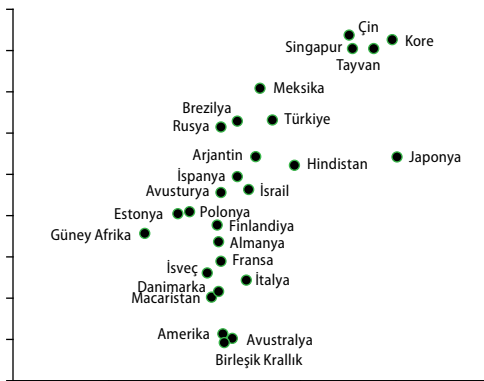 Çin
Kore
Singapur
Tayvan
Meksika
Brezilya
Türkiye
Rusya
Arjantin
Hindistan
Japonya
İspanya
Avusturya
İsrail
Estonya
Polonya
Finlandiya
Güney Afrika
Almanya
Fransa
İsveç
İtalya
Danimarka
Macaristan
Amerika
Avustralya
Birleşik Krallık